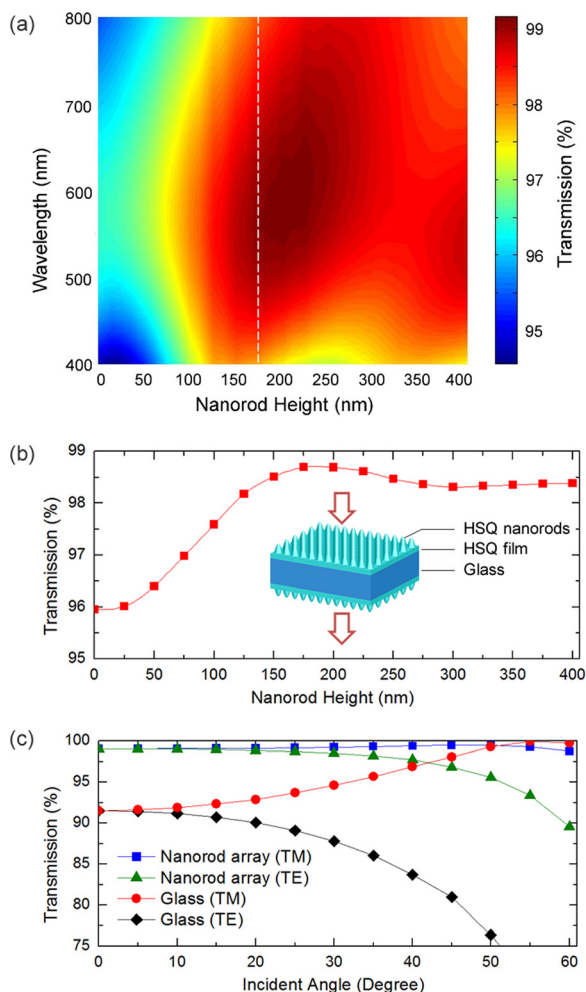 (a)
800
700
600
500
400
Wavelength (nm)
0 50 100 150 200 250 300 350 400
Nanorod Height (nm)
99
98
97
96
95
Transmission (%)
(b)
99
98
97
96
95
Transmission (%)
HSQ nanorods
HSQ film
Glass
0 50 100 150 200 250 300 350 400
Nanorod Height (nm)
(c)
100
95
90
85
80
75
Transmission (%)
Nanorod array (TM)
Nanorod array (TE)
Glass (TM)
Glass (TE)
0 10 20 30 40 50 60
Incident Angle (Degree)